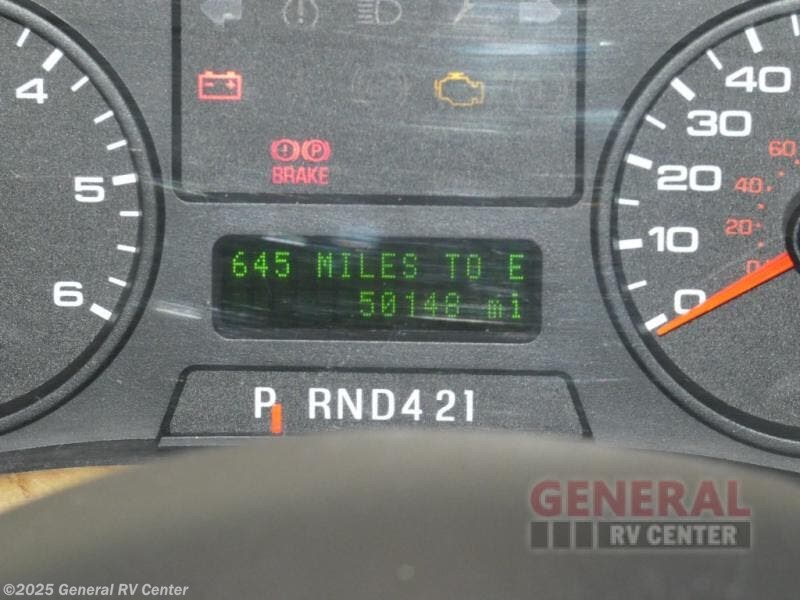 4
5
6
BRAKE
P
645 MILES TO E
50148 mi
P RND421
40
30
20
10
0
60
40
20
0
GENERAL
RV CENTER
©2025 General RV Center